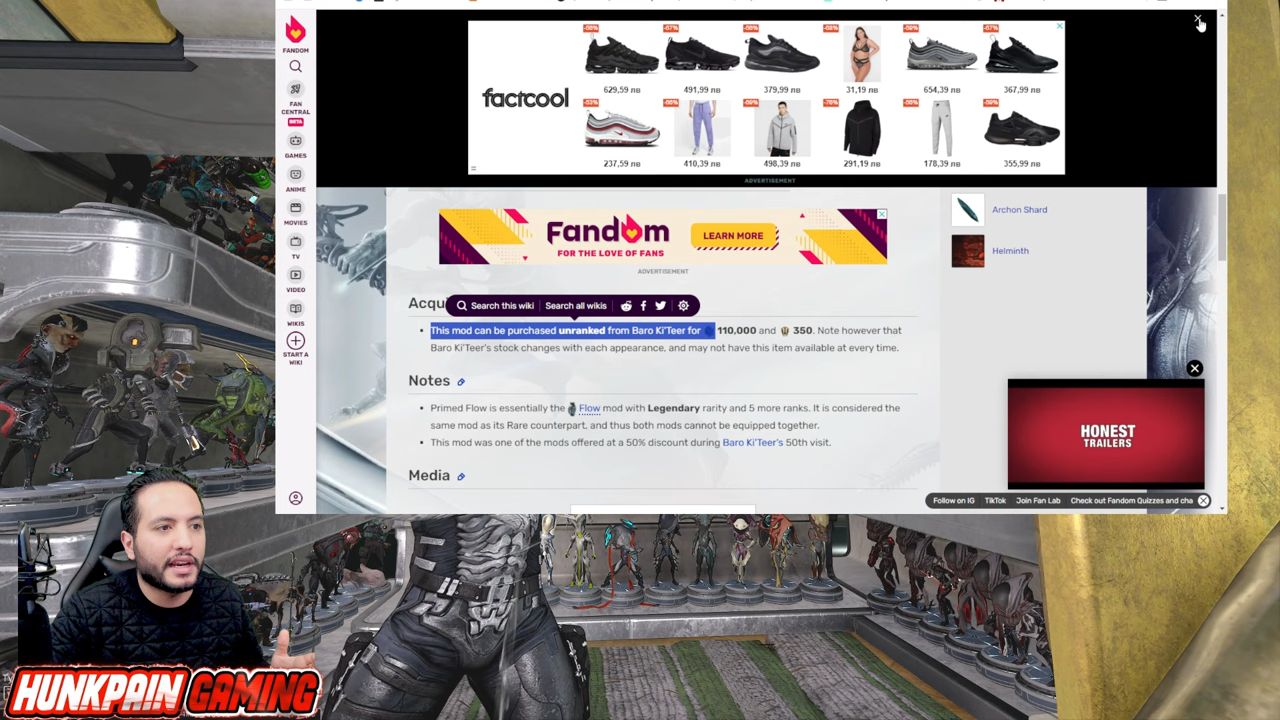 FANDOM
FAN
CENTRAL
BETA
GAMES
ANIME
MOVIES
TV
VIDEO
WIKIS
START A
WIKI
factcool
-58%
-67%
-66%
-68%
-67%
629,59 лв
491,99 лв
379,99 лв
31,19 лв
654,39 лв
367,99 лв
-53%
-76%
237,59 лв
410,39 лв
498,39 лв
291,19 лв
178,39 лв
355,99 лв
ADVERTISEMENT
Fandom
FOR THE LOVE OF FANS
LEARN MORE
ADVERTISEMENT
Archon Shard
Helminth
Acqu
Search this wiki
Search all wikis
This mod can be purchased unranked from Baro Ki'Teer for 110,000 and 350. Note however that
Baro Ki'Teer's stock changes with each appearance, and may not have this item available at every time.
Notes
Primed Flow is essentially the Flow mod with Legendary rarity and 5 more ranks. It is considered the
same mod as its Rare counterpart, and thus both mods cannot be equipped together.
This mod was one of the mods offered at a 50% discount during Baro Ki'Teer's 50th visit.
Media
HONEST
TRAILERS
Follow on IG
TikTok
Join Fan Lab
Check out Fandom Quizzes and cha
HUNKPAIN GAMING